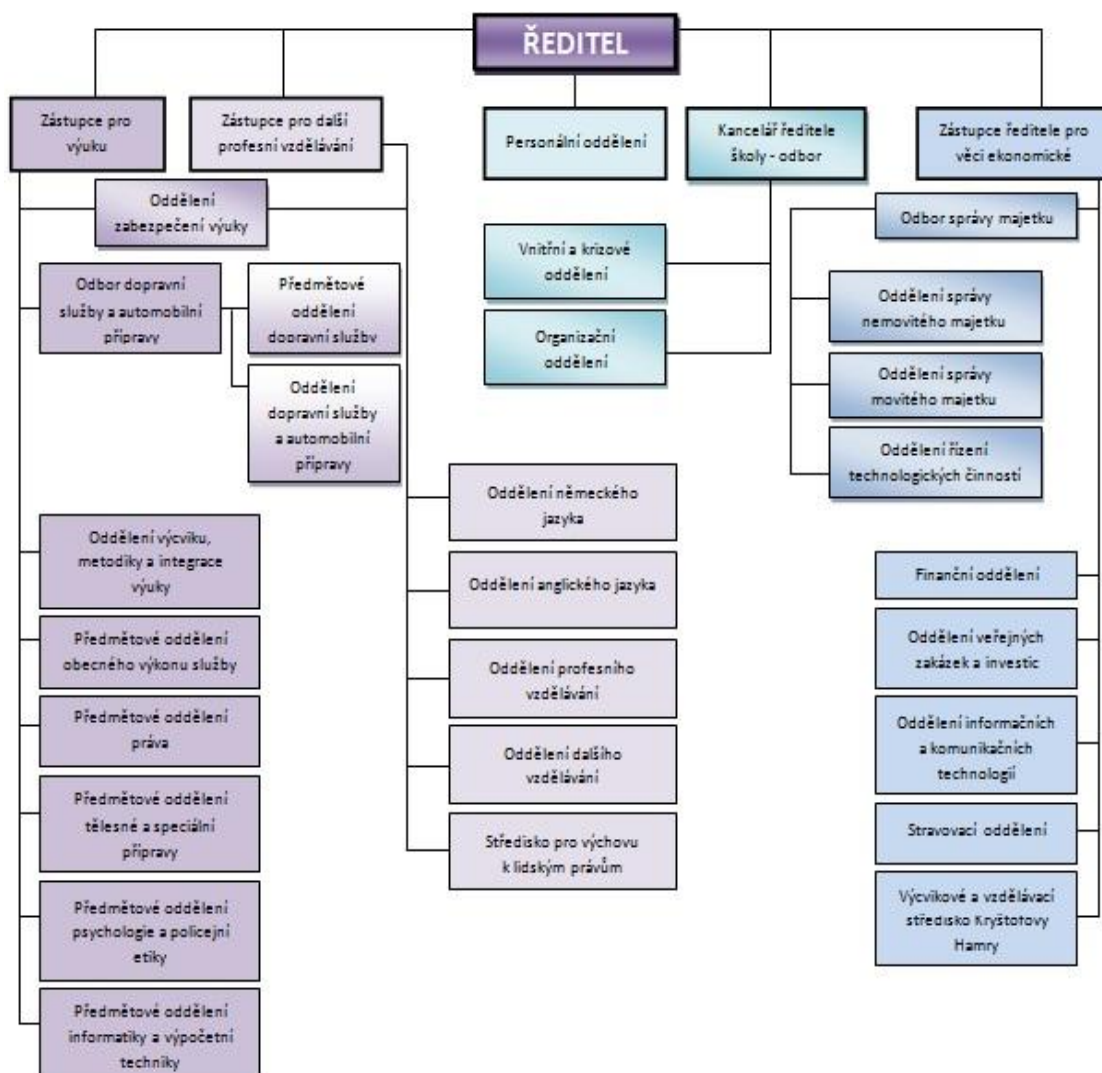 ŘEDITEL
Zástupce pro
výuku
Zástupce pro další
profesní vzdělávání
Personální oddělení
Kancelář ředitele
školy - odbor
Zástupce ředitele pro
věci ekonomické
Oddělení
zabezpečení výuky
Odbor správy majetku
Odbor dopravní
služby a automobilní
přípravy
Předmětové
oddělení
dopravní služby
Oddělení
dopravní služby
a automobilní
přípravy
Vnitřní a krizové
oddělení
Organizační
oddělení
Oddělení správy
nemovitého majetku
Oddělení správy
movitého majetku
Oddělení řízení
technologických činností
Oddělení výcviku,
metodiky a integrace
výuky
Předmětové oddělení
obecného výkonu služby
Předmětové oddělení
práva
Předmětové oddělení
tělesné a speciální
přípravy
Předmětové oddělení
psychologie a policejní
etiky
Předmětové oddělení
informatiky a výpočetní
techniky
Oddělení německého
jazyka
Oddělení anglického jazyka
Oddělení profesního
vzdělávání
Oddělení dalšího
vzdělávání
Středisko pro výchovu
k lidským právům
Finanční oddělení
Oddělení veřejných
zakázek a investic
Oddělení informačních
a komunikačních
technologií
Stravovací oddělení
Výcvikové a vzdělávací
středisko Kryštofovy
Hamry